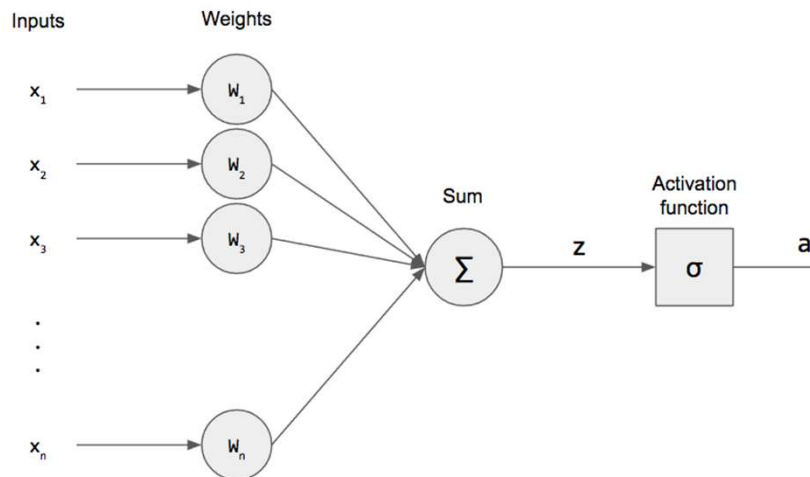 Inputs
Weights
x₁
W₁
x₂
W₂
x₃
W₃
Sum
Σ
z
Activation
function
σ
a
.
.
.
xₙ
Wₙ